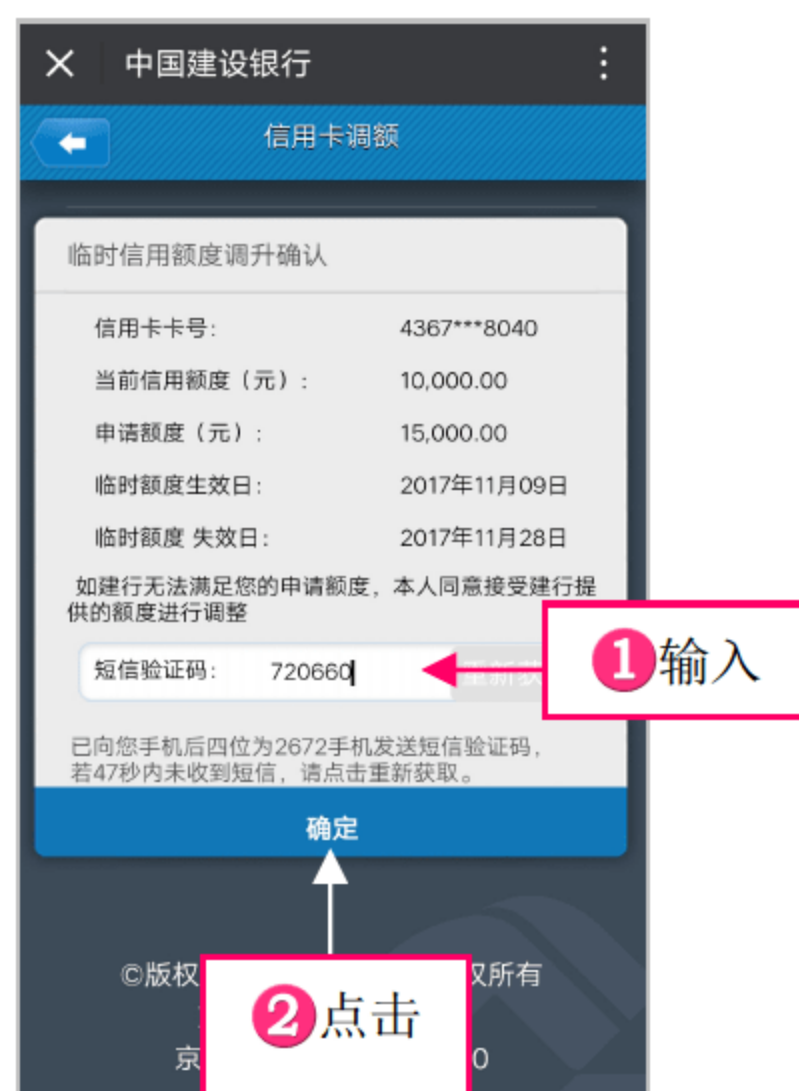 中国建设银行
信用卡调额
临时信用额度调升确认
信用卡卡号: 4367***8040
当前信用额度（元）: 10,000.00
申请额度（元）: 15,000.00
临时额度生效日: 2017年11月09日
临时额度 失效日: 2017年11月28日
如建行无法满足您的申请额度，本人同意接受建行提
供的额度进行调整
短信验证码: 720660 重新获
1输入
已向您手机后四位为2672手机发送短信验证码，
若47秒内未收到短信，请点击重新获取。
确定
©版权 权所有
2点击
京 0